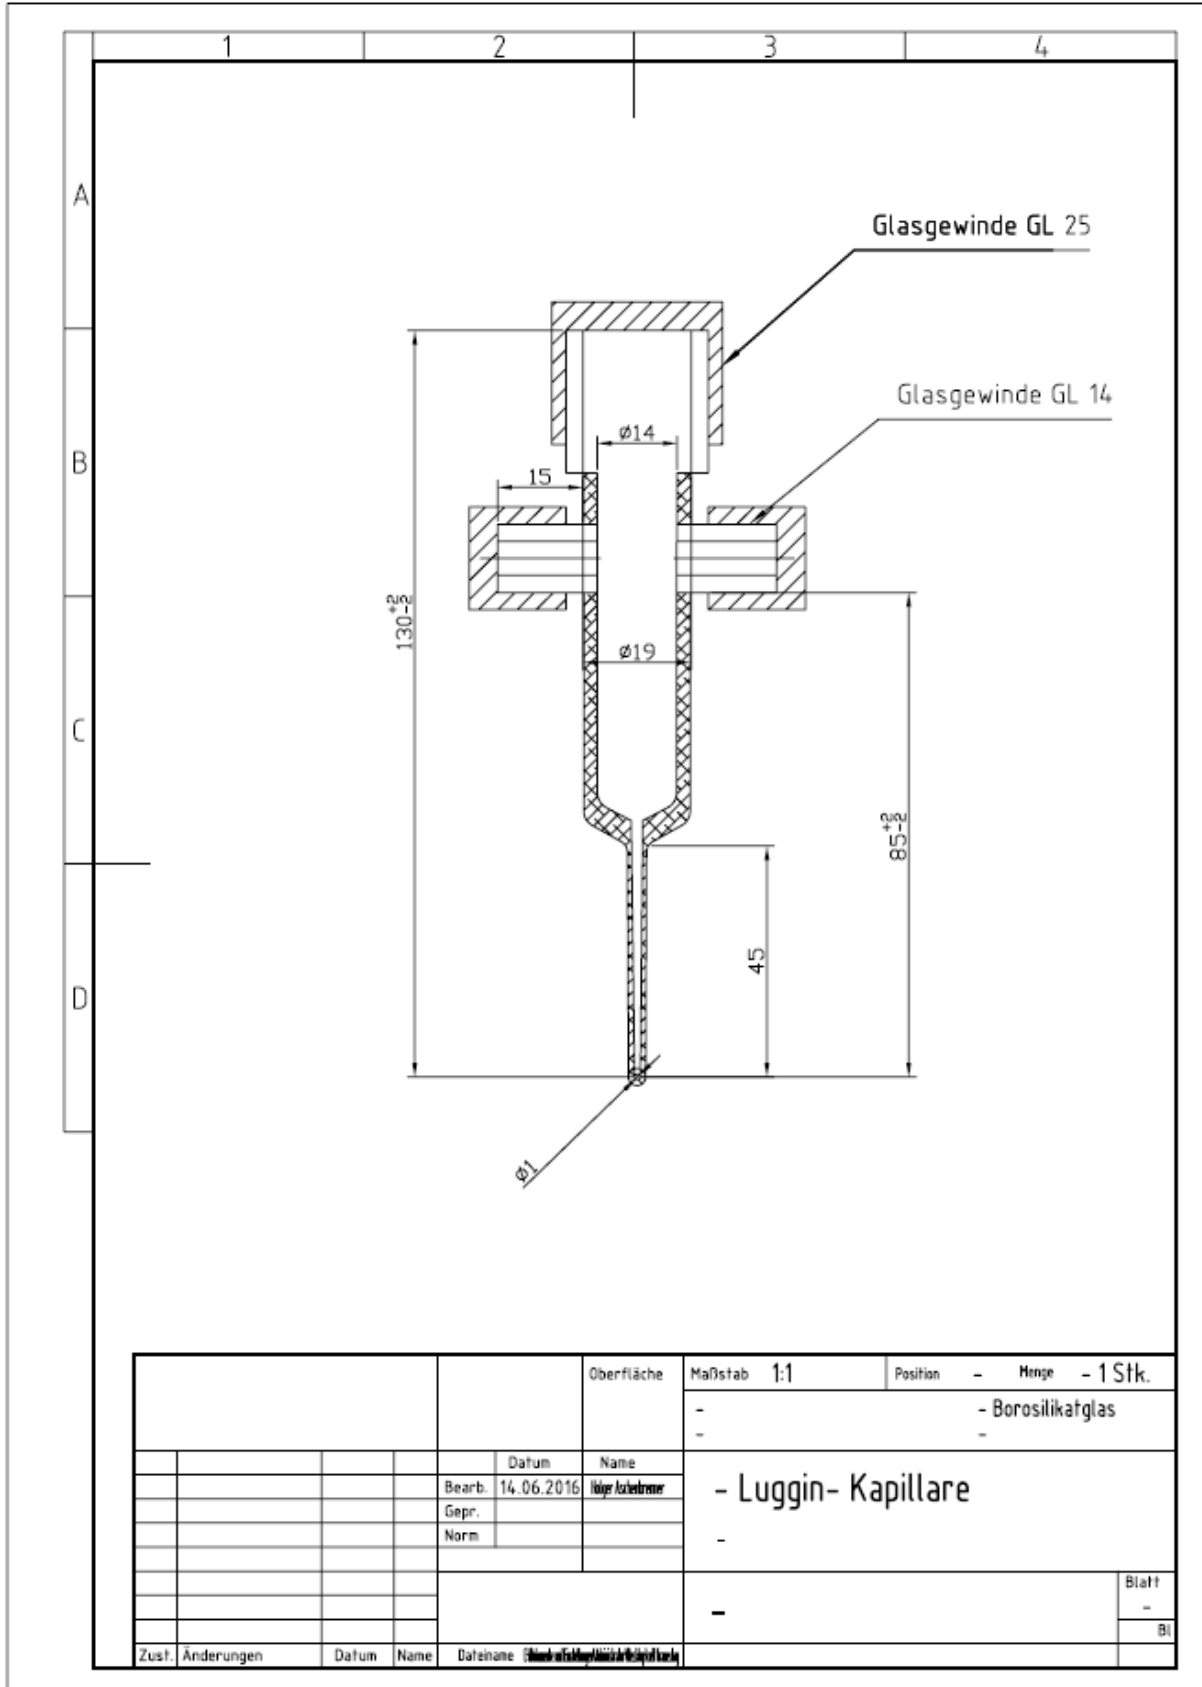 1 2 3 4
A
B
C
D
Glasgewinde GL 25
Glasgewinde GL 14
ø14
15
130+2-2
ø19
85+2-2
45
ø1
Oberfläche Maßstab 1:1 Position - Menge - 1 Stk.
- - Borosilikatglas
- -
Datum Name
Bearb. 14.06.2016
Gepr.
Norm
- Luggin- Kapillare
-
Blatt
- -
Bl
Zust. Änderungen Datum Name Dateiname